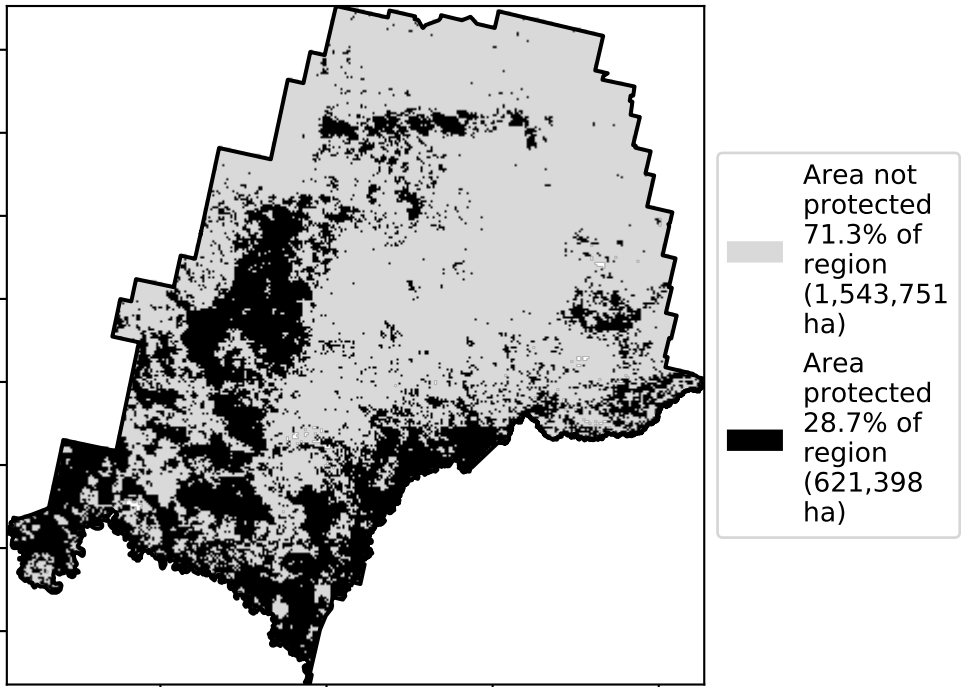 Area not
protected
71.3% of
region
(1,543,751
ha)
Area
protected
28.7% of
region
(621,398
ha)